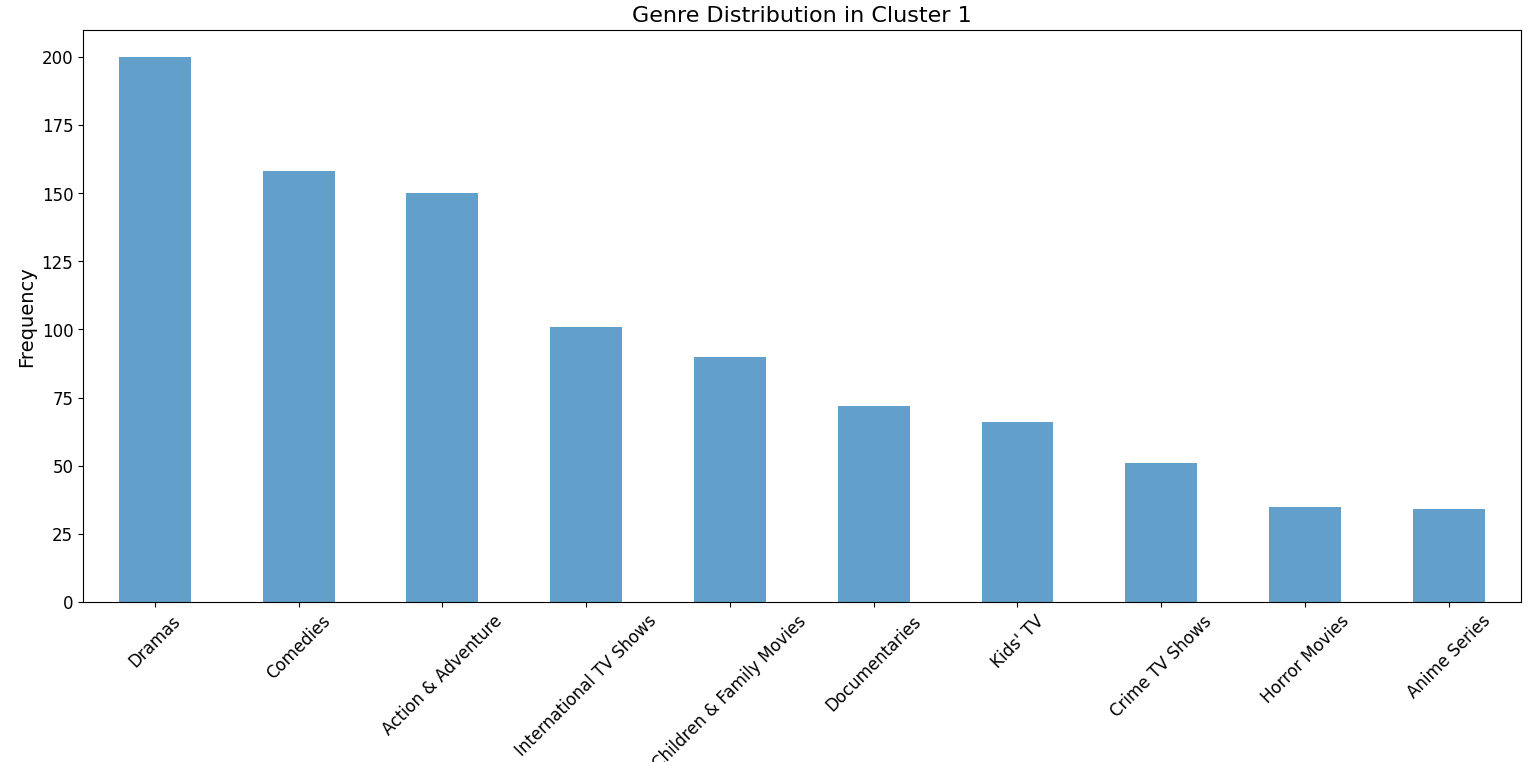 Genre Distribution in Cluster 1
Frequency
200
175
150
125
100
75
50
25
0
Dramas
Comedies
Action & Adventure
International TV Shows
Children & Family Movies
Documentaries
Kids' TV
Crime TV Shows
Horror Movies
Anime Series